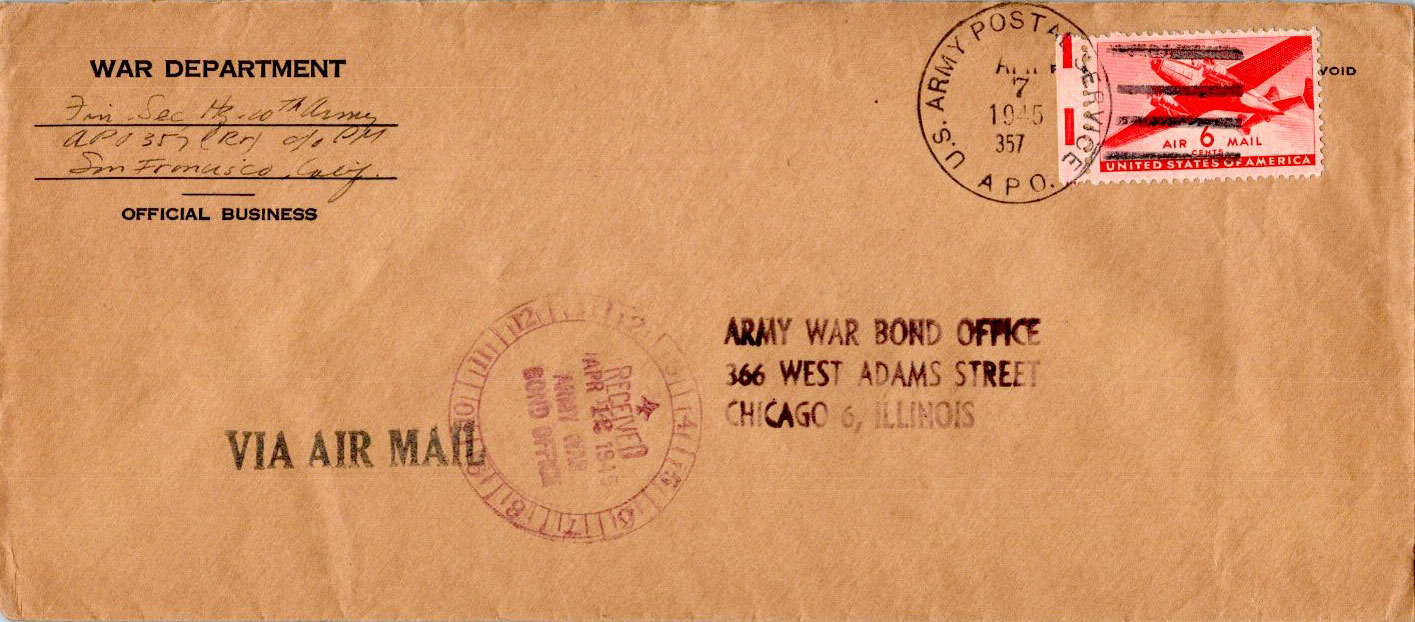 WAR DEPARTMENT
Fin. Sec Hq. 10th Army
APO 357 (Rr) c/o PM
San Francisco, Calif.
OFFICIAL BUSINESS
U.S. ARMY POSTAL SERVICE
APR
7
1945
357
A P O.
VOID
AIR 6 MAIL
CENTS
UNITED STATES OF AMERICA
ARMY WAR BOND OFFICE
366 WEST ADAMS STREET
CHICAGO 6, ILLINOIS
VIA AIR MAIL
12 2 3 4 5 6 7 8 9 10 11
RECEIVED
APR 12 1945
ARMY WAR
BOND OFFICE